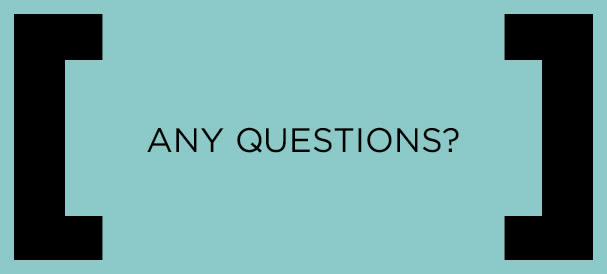 [ ANY QUESTIONS? ]